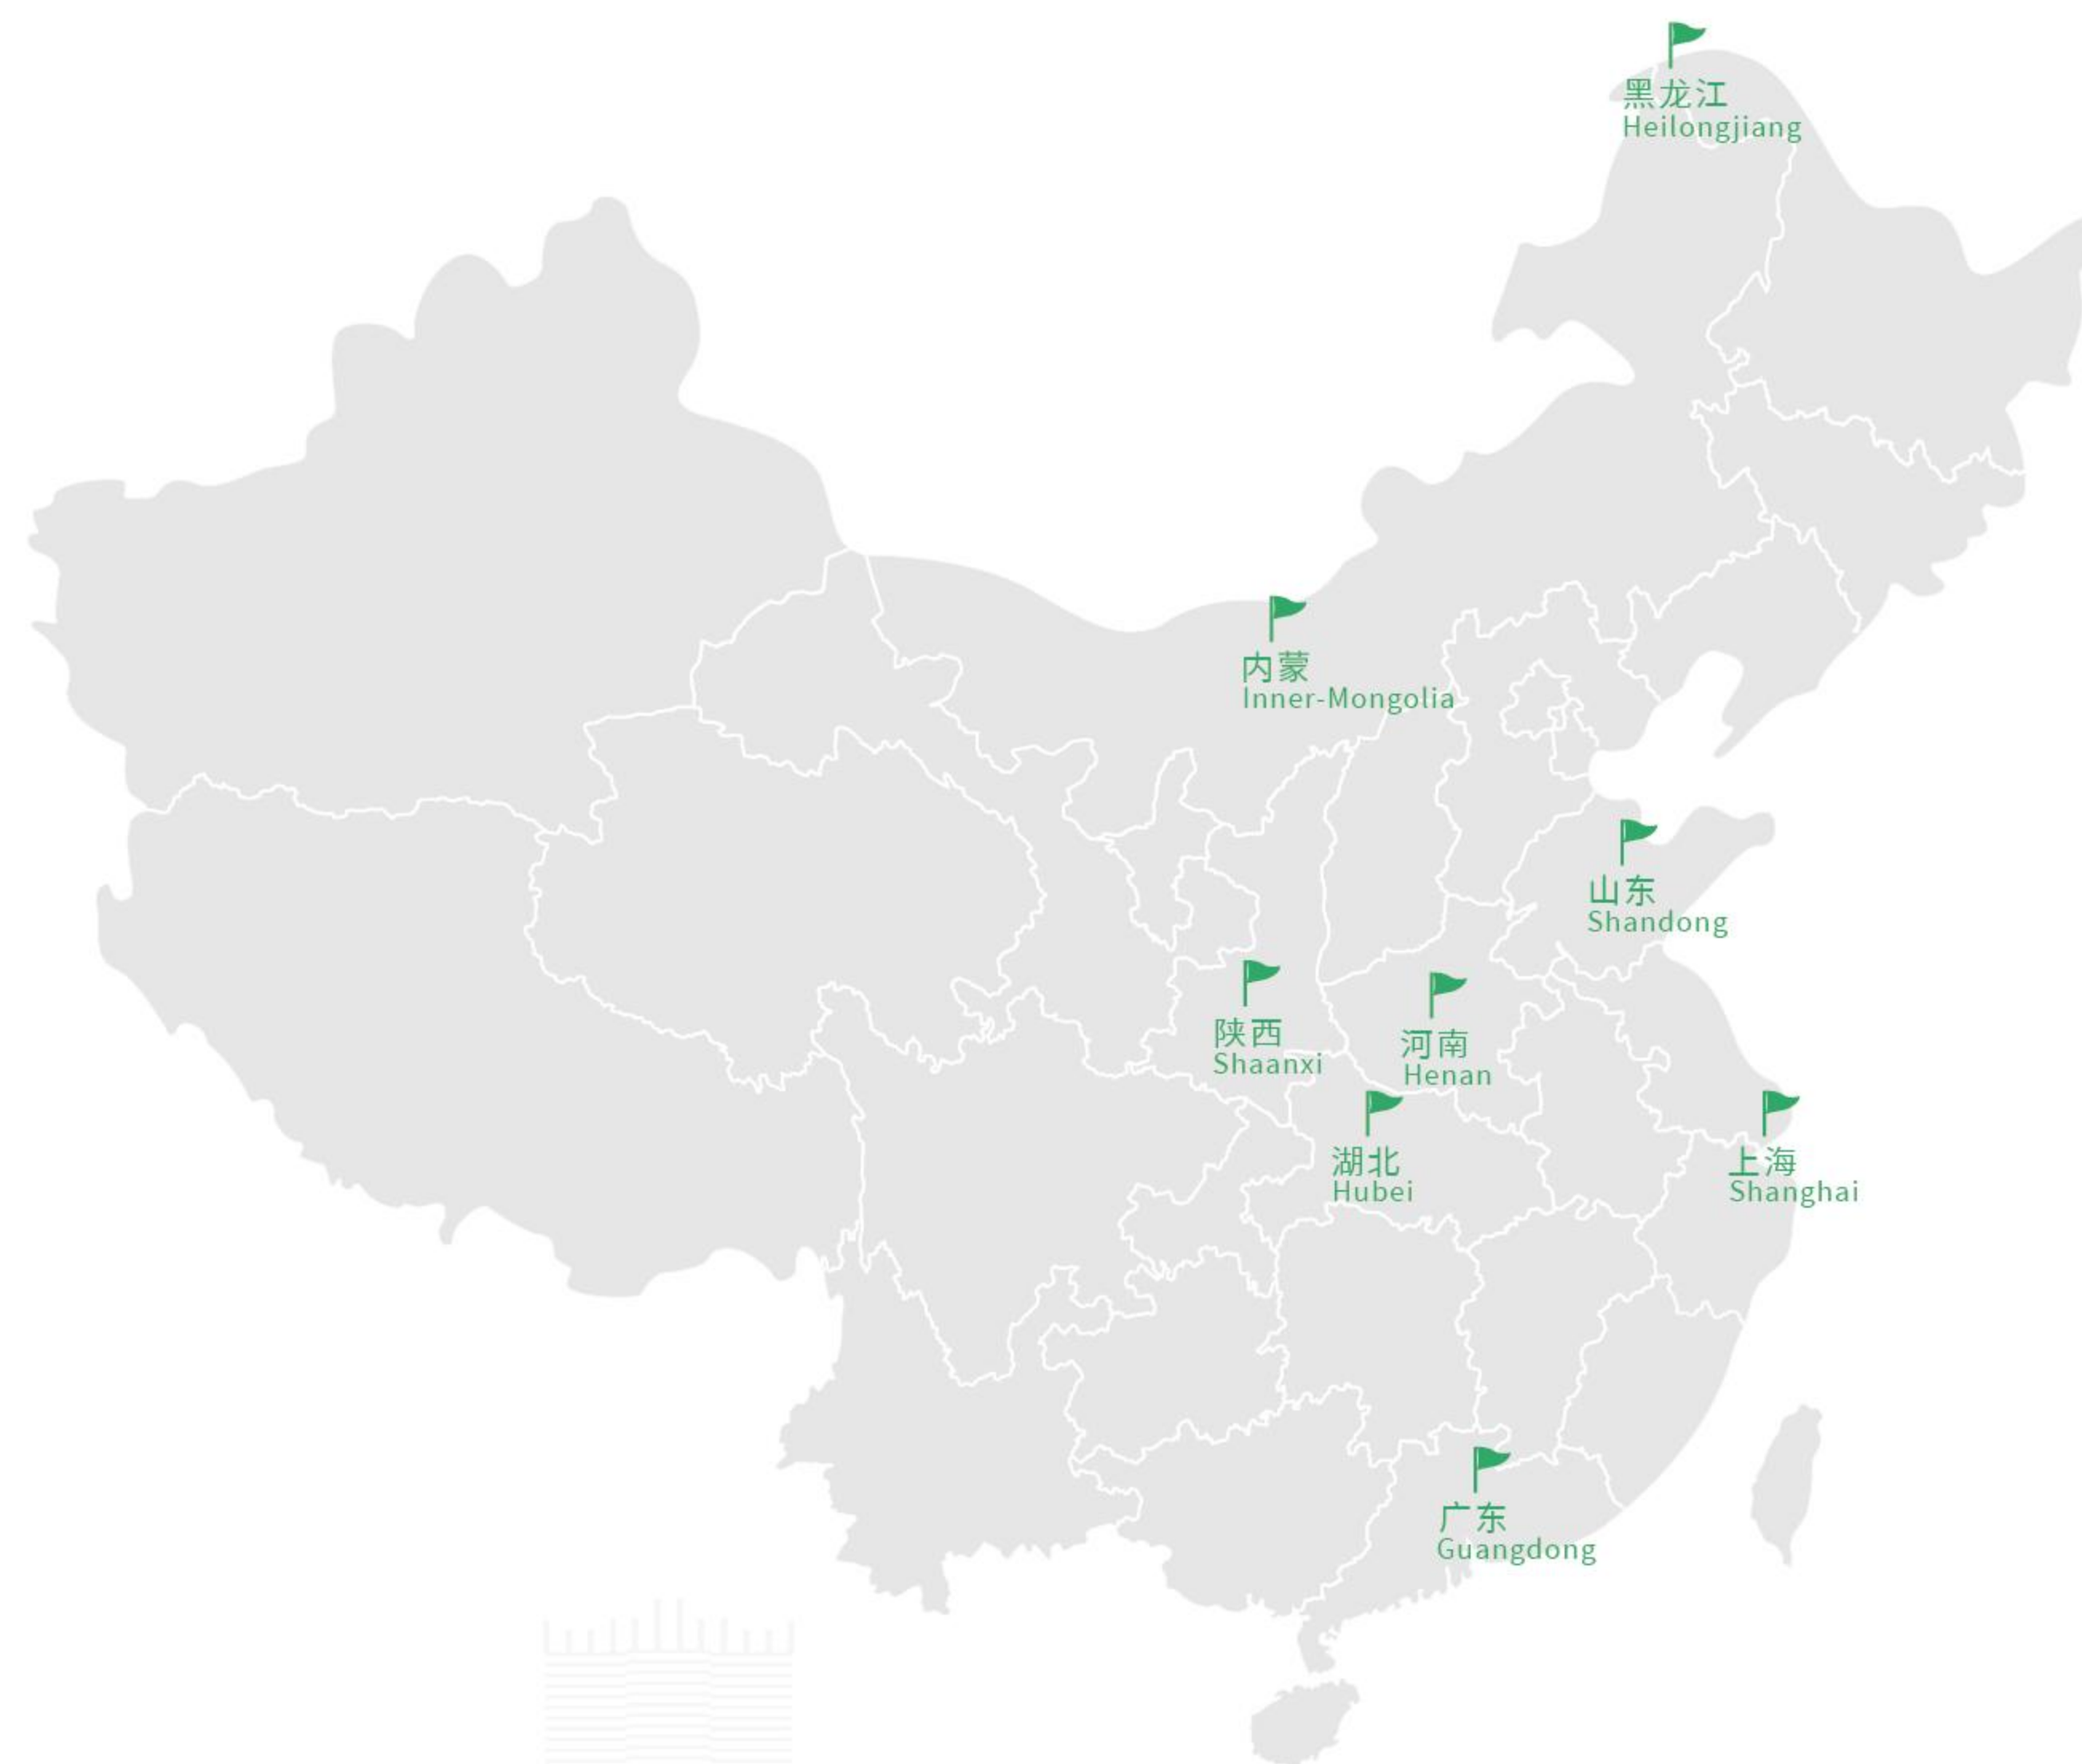 黑龙江
Heilongjiang
内蒙
Inner-Mongolia
山东
Shandong
陕西
Shaanxi
河南
Henan
湖北
Hubei
上海
Shanghai
广东
Guangdong